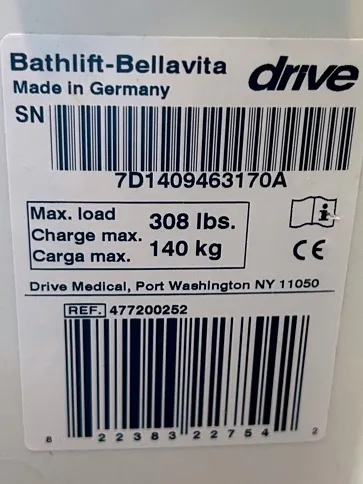 Bathlift-Bellavita
drive
Made in Germany
SN
7D1409463170A
Max. load 308 lbs.
Charge max. 140 kg
Carga max.
i
CE
Drive Medical, Port Washington NY 11050
REF. 477200252
8 22383 22754 2